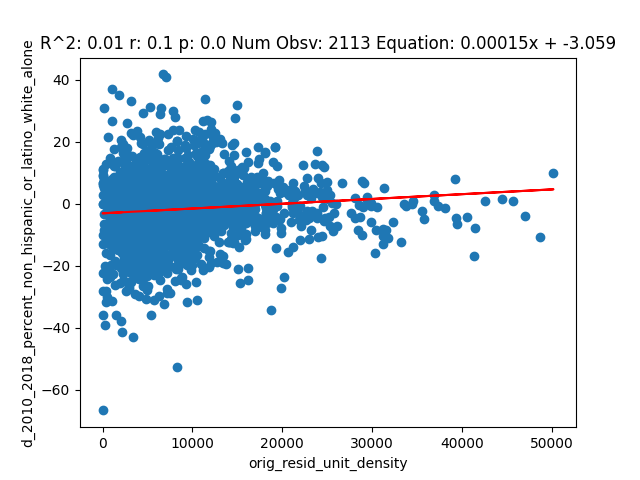 R^2: 0.01 r: 0.1 p: 0.0 Num Obsv: 2113 Equation: 0.00015x + -3.059
d_2010_2018_percent_non_hispanic_or_latino_white_alone
40
20
0
−20
−40
−60
0 10000 20000 30000 40000 50000
orig_resid_unit_density